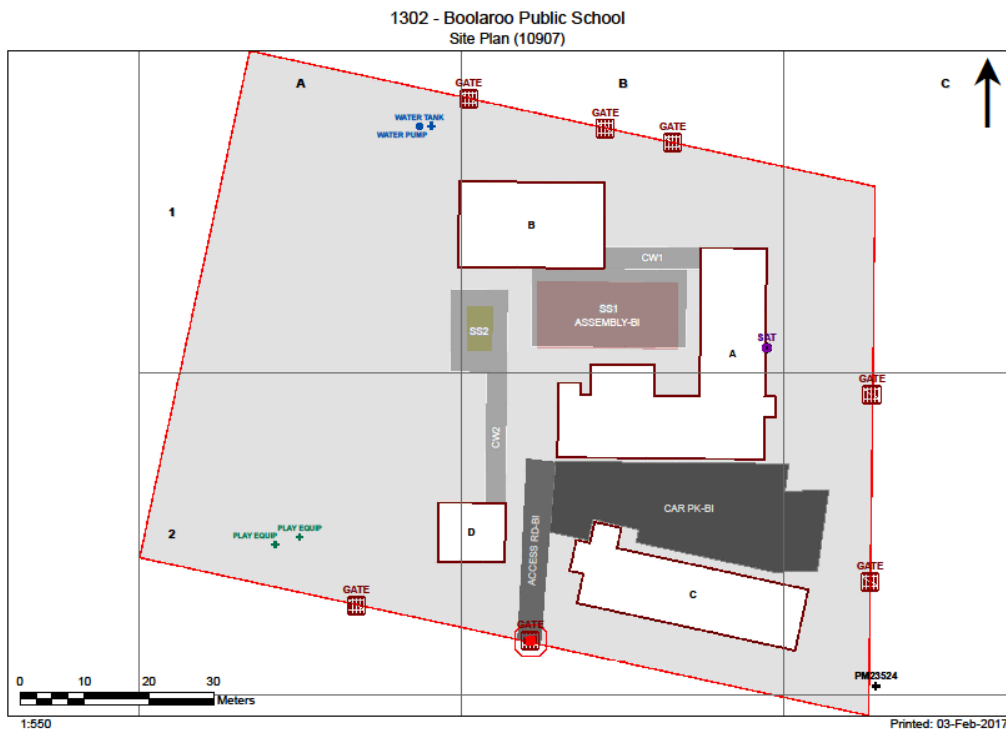 1302 - Boolaroo Public School
Site Plan (10907)
A
B
C
GATE
WATER TANK
WATER PUMP
GATE
GATE
1
B
CW1
SS1
ASSEMBLY-BI
SS2
SAT
A
GATE
CW2
CAR PK-BI
2
PLAY EQUIP
PLAY EQUIP
D
ACCESS RD-BI
GATE
C
GATE
GATE
PM23524
0 10 20 30
Meters
1:550
Printed: 03-Feb-2017